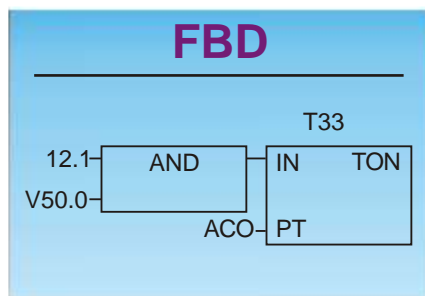 FBD
T33
12.1 AND IN TON
V50.0
ACO PT